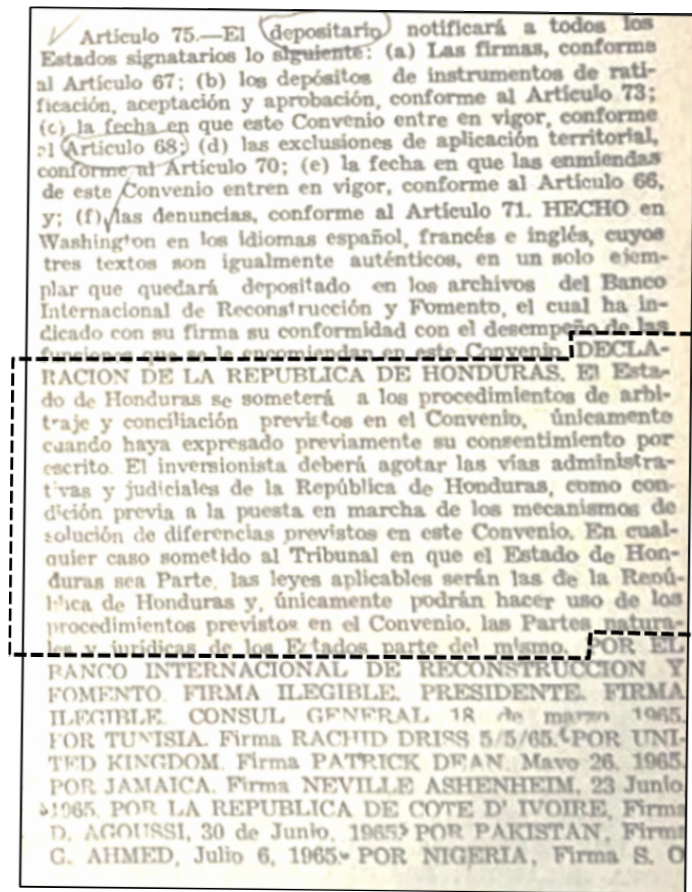 Artículo 75.—El depositario notificará a todos los
Estados signatarios lo siguiente: (a) Las firmas, conforme
al Artículo 67; (b) los depósitos de instrumentos de rati-
ficación, aceptación y aprobación, conforme al Artículo 73;
(c) la fecha en que este Convenio entre en vigor, conforme
el Artículo 68; (d) las exclusiones de aplicación territorial,
conforme al Artículo 70; (e) la fecha en que las enmiendas
de este Convenio entren en vigor, conforme al Artículo 66,
y; (f) las denuncias, conforme al Artículo 71. HECHO en
Washington en los idiomas español, francés e inglés, cuyos
tres textos son igualmente auténticos, en un solo ejem-
plar que quedará depositado en los archivos del Banco
Internacional de Reconstrucción y Fomento, el cual ha in-
dicado con su firma su conformidad con el desempeño de las
funciones que se le encomiendan en este Convenio. DECLA-
RACION DE LA REPUBLICA DE HONDURAS. El Esta-
do de Honduras se someterá a los procedimientos de arbi-
traje y conciliación previstos en el Convenio, únicamente
cuando haya expresado previamente su consentimiento por
escrito. El inversionista deberá agotar las vías administra-
tivas y judiciales de la República de Honduras, como con-
dición previa a la puesta en marcha de los mecanismos de
solución de diferencias previstos en este Convenio. En cual-
quier caso sometido al Tribunal en que el Estado de Hon-
duras sea Parte, las leyes aplicables serán las de la Repú-
blica de Honduras y, únicamente podrán hacer uso de los
procedimientos previstos en el Convenio, las Partes natura-
les y jurídicas de los Estados parte del mismo. POR EL
BANCO INTERNACIONAL DE RECONSTRUCCION Y
FOMENTO. FIRMA ILEGIBLE. PRESIDENTE. FIRMA
ILEGIBLE. CONSUL GENERAL 18 de marzo 1965.
POR TUNISIA. Firma RACHID DRISS 5/5/65. POR UNI-
TED KINGDOM. Firma PATRICK DEAN. Mayo 26, 1965.
POR JAMAICA. Firma NEVILLE ASHENHEIM, 23 Junio
1965. POR LA REPUBLICA DE COTE D' IVOIRE, Firma
D. AGOUSSI, 30 de Junio, 1965. POR PAKISTAN, Firma
G. AHMED, Julio 6, 1965. POR NIGERIA, Firma S. O